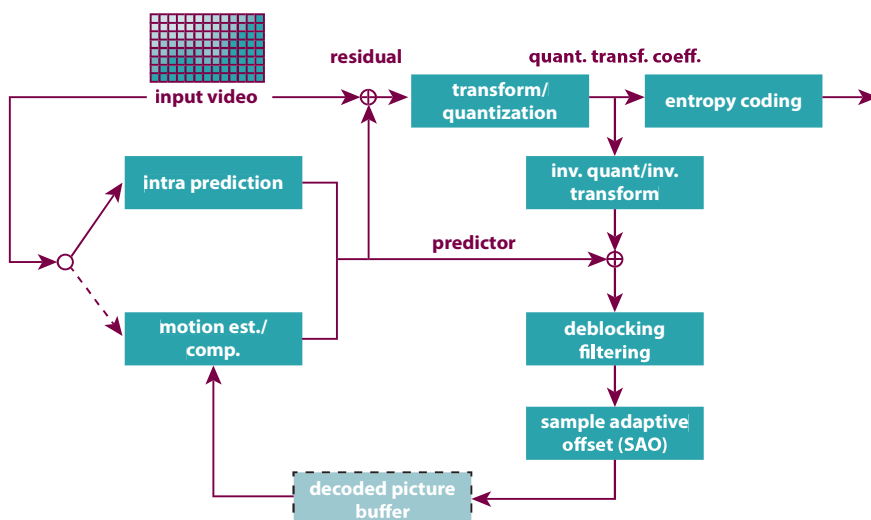 residual
quant. transf. coeff.
input video
transform/
quantization
entropy coding
intra prediction
inv. quant/inv.
transform
predictor
motion est./
comp.
deblocking
filtering
sample adaptive
offset (SAO)
decoded picture
buffer